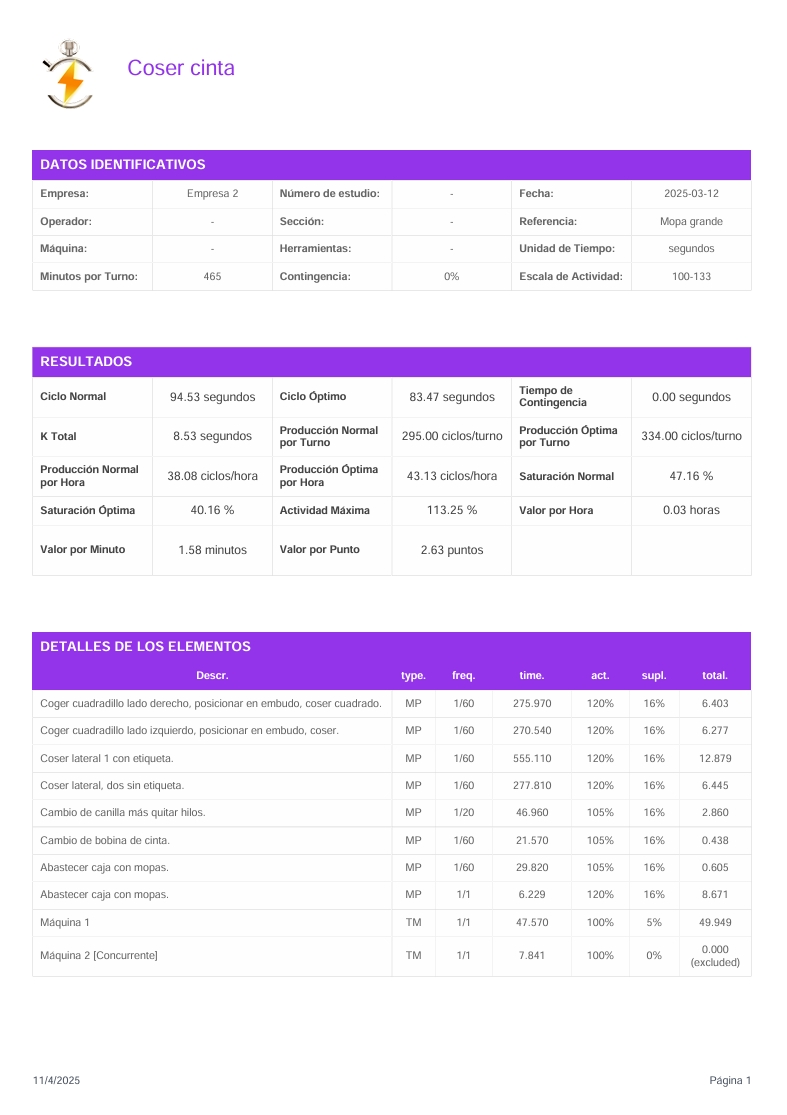 Coser cinta
DATOS IDENTIFICATIVOS
Empresa: Empresa 2 Número de estudio: - Fecha: 2025-03-12
Operador: - Sección: - Referencia: Mopa grande
Máquina: - Herramientas: - Unidad de Tiempo: segundos
Minutos por Turno: 465 Contingencia: 0% Escala de Actividad: 100-133
RESULTADOS
Ciclo Normal 94.53 segundos Ciclo Óptimo 83.47 segundos Tiempo de Contingencia 0.00 segundos
K Total 8.53 segundos Producción Normal por Turno 295.00 ciclos/turno Producción Óptima por Turno 334.00 ciclos/turno
Producción Normal por Hora 38.08 ciclos/hora Producción Óptima por Hora 43.13 ciclos/hora Saturación Normal 47.16 %
Saturación Óptima 40.16 % Actividad Máxima 113.25 % Valor por Hora 0.03 horas
Valor por Minuto 1.58 minutos Valor por Punto 2.63 puntos
DETALLES DE LOS ELEMENTOS
Descr. type. freq. time. act. supl. total.
Coger cuadradillo lado derecho, posicionar en embudo, coser cuadrado. MP 1/60 275.970 120% 16% 6.403
Coger cuadradillo lado izquierdo, posicionar en embudo, coser. MP 1/60 270.540 120% 16% 6.277
Coser lateral 1 con etiqueta. MP 1/60 555.110 120% 16% 12.879
Coser lateral, dos sin etiqueta. MP 1/60 277.810 120% 16% 6.445
Cambio de canilla más quitar hilos. MP 1/20 46.960 105% 16% 2.860
Cambio de bobina de cinta. MP 1/60 21.570 105% 16% 0.438
Abastecer caja con mopas. MP 1/60 29.820 105% 16% 0.605
Abastecer caja con mopas. MP 1/1 6.229 120% 16% 8.671
Máquina 1 TM 1/1 47.570 100% 5% 49.949
Máquina 2 [Concurrente] TM 1/1 7.841 100% 0% 0.000 (excluded)
11/4/2025 Página 1